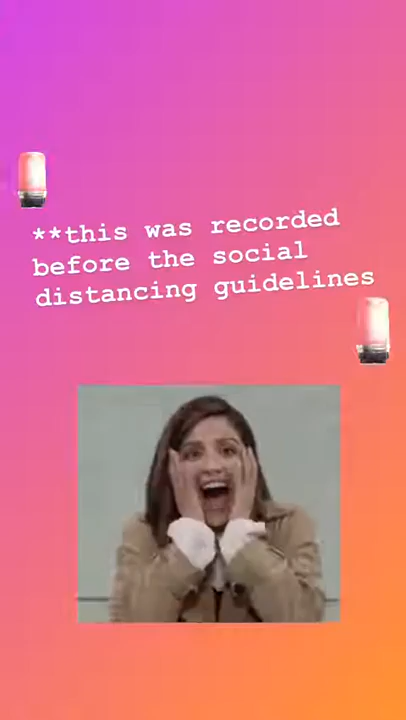 **this was recorded
before the social
distancing guidelines